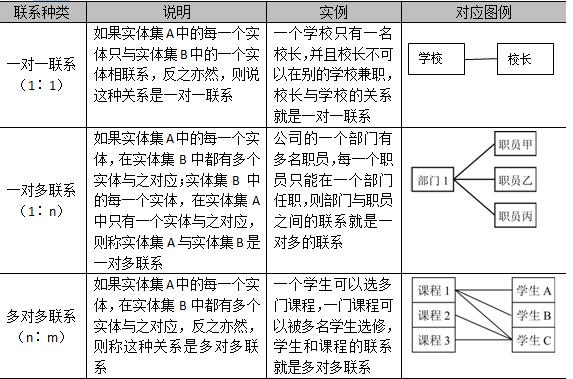 联系种类 说明 实例 对应图例
一对一联系
（1：1）
如果实体集A中的每一个实
体只与实体集B中的一个实
体相联系，反之亦然，则说
这种关系是一对一联系
一个学校只有一名
校长，并且校长不可
以在别的学校兼职，
校长与学校的关系
就是一对一联系
学校 校长
一对多联系
（1：n）
如果实体集A中的每一个实
体，在实体集 B 中都有多个
实体与之对应;实体集 B 中
的每一个实体，在实体集 A
中只有一个实体与之对应，
则称实体集A与实体集B是
一对多联系
公司的一个部门有
多名职员，每一个职
员只能在一个部门
任职，则部门与职员
之间的联系就是一
对多的联系
职员甲
部门 1 职员乙
职员丙
多对多联系
（n：m）
如果实体集A中的每一个实
体，在实体集 B 中都有多个
实体与之对应，反之亦然，
则称这种关系是多对多联
系
一个学生可以选多
门课程，一门课程可
以被多名学生选修，
学生和课程的联系
就是多对多联系
课程 1 学生 A
课程 2 学生 B
课程 3 学生 C